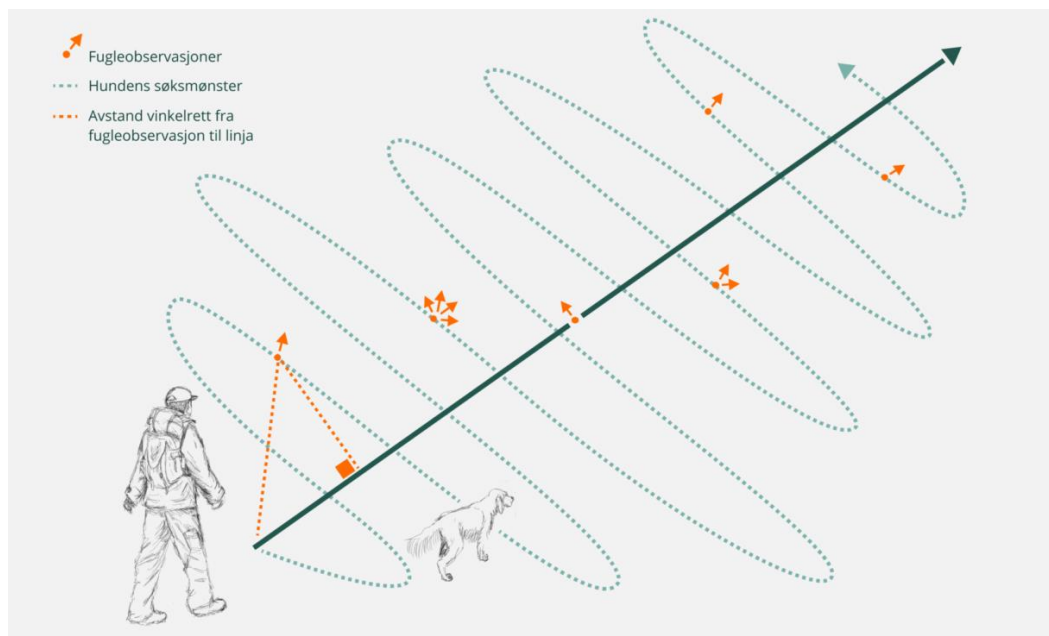 Fugleobservasjoner
Hundens søksmønster
Avstand vinkelrett fra
fugleobservasjon til linja